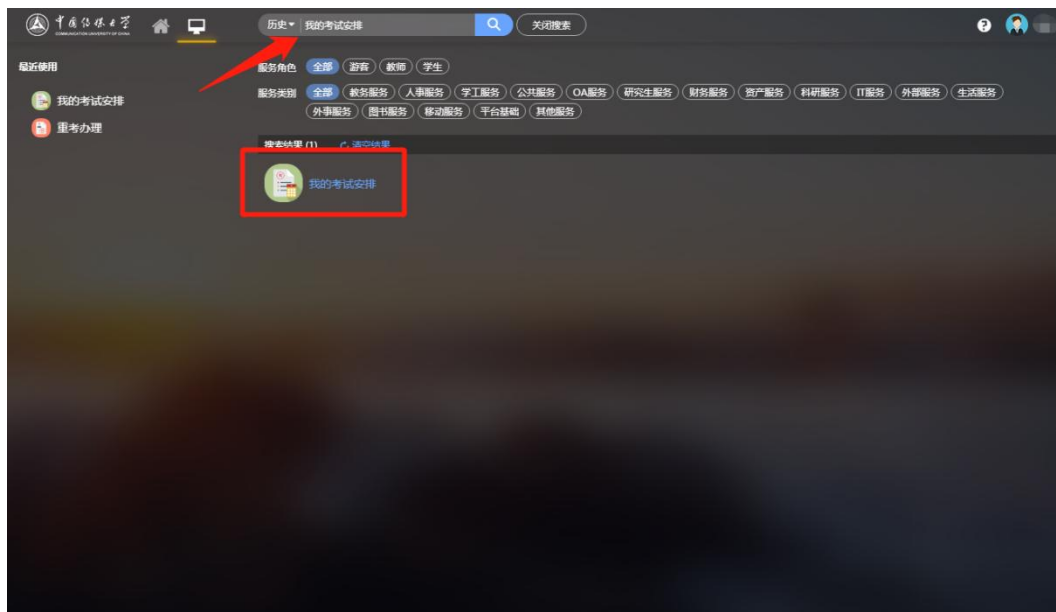 中国传媒大学
COMMUNICATION UNIVERSITY OF CHINA
历史 我的考试安排 关闭搜索
最近使用
我的考试安排
重考办理
服务角色 全部 游客 教师 学生
服务类别 全部 教务服务 人事服务 学工服务 公共服务 OA服务 研究生服务 财务服务 资产服务 科研服务 IT服务 外部服务 生活服务
外事服务 图书服务 移动服务 平台基础 其他服务
搜索结果 (1) 清空结果
我的考试安排